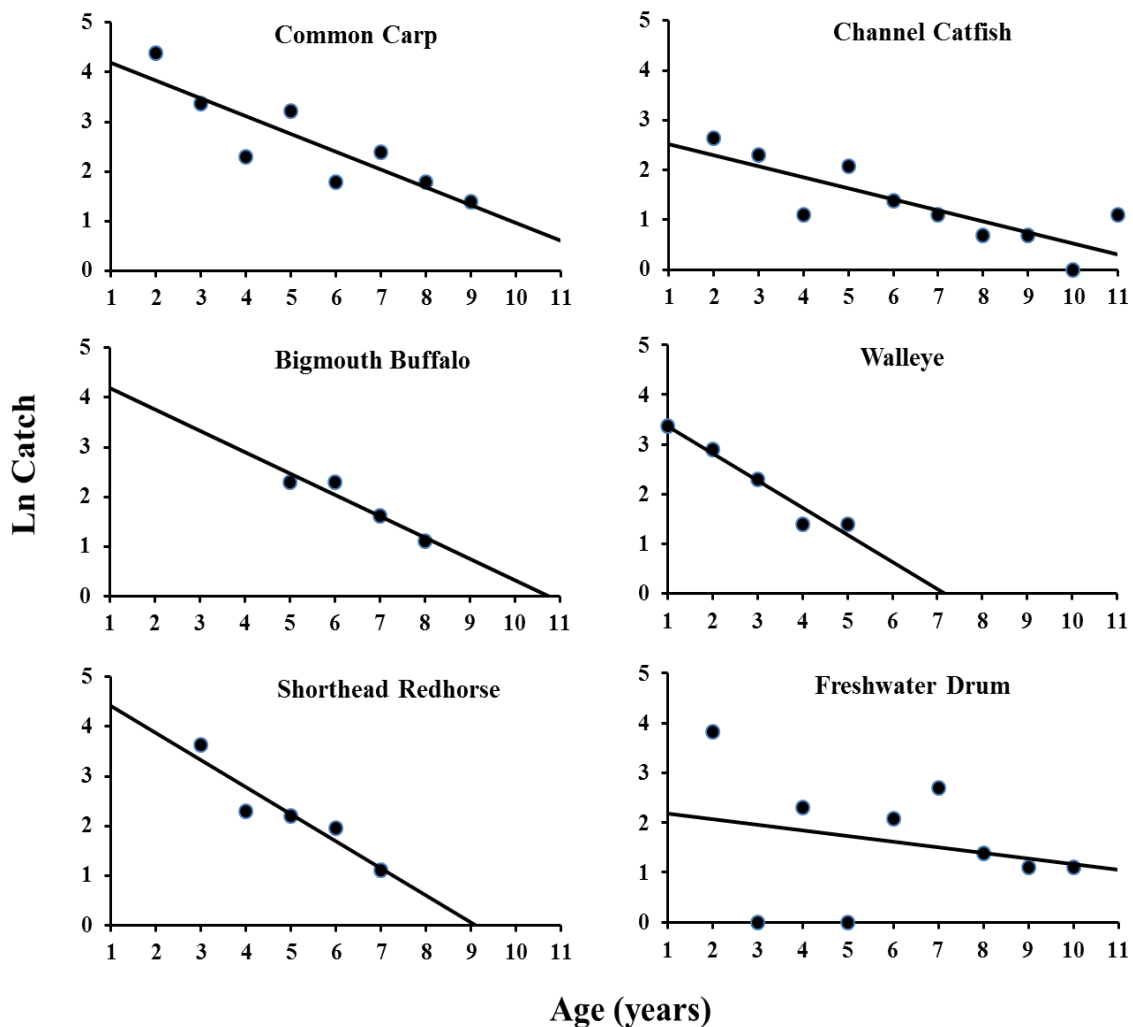 Common Carp
5
4
3
2
1
0
1 2 3 4 5 6 7 8 9 10 11
Channel Catfish
5
4
3
2
1
0
1 2 3 4 5 6 7 8 9 10 11
Bigmouth Buffalo
5
4
3
2
1
0
1 2 3 4 5 6 7 8 9 10 11
Walleye
5
4
3
2
1
0
1 2 3 4 5 6 7 8 9 10 11
Ln Catch
Shorthead Redhorse
5
4
3
2
1
0
1 2 3 4 5 6 7 8 9 10 11
Freshwater Drum
5
4
3
2
1
0
1 2 3 4 5 6 7 8 9 10 11
Age (years)